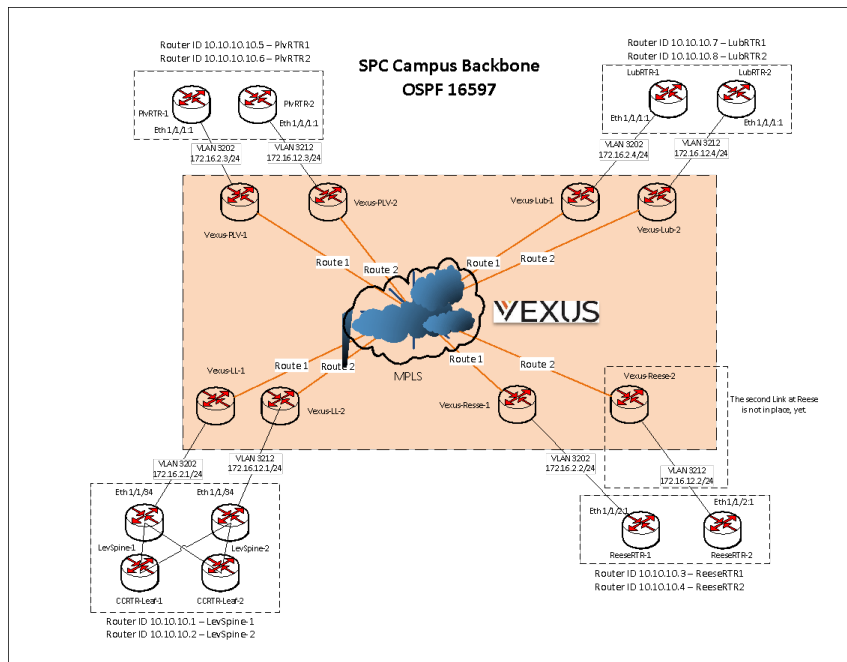 Router ID 10.10.10.10.5 – PlvRTR1
Router ID 10.10.10.10.6 – PlvRTR2
SPC Campus Backbone
OSPF 16597
Router ID 10.10.10.7 – LubRTR1
Router ID 10.10.10.8 – LubRTR2
PlvRTR-1
Eth 1/1/1:1
PlvRTR-2
Eth 1/1/1:1
LubRTR-1
Eth 1/1/1:1
LubRTR-2
Eth 1/1/1:1
VLAN 3202
172.16.2.3/24
VLAN 3212
172.16.12.3/24
VLAN 3202
172.16.2.4/24
VLAN 3212
172.16.12.4/24
Vexus-PLV-1
Vexus-PLV-2
Vexus-Lub-1
Vexus-Lub-2
Route 1
Route 2
Route 1
Route 2
VEXUS
MPLS
Route 1
Route 2
Route 1
Route 2
Vexus-LL-1
Vexus-LL-2
Vexus-Resse-1
Vexus-Reese-2
The second Link at Reese
is not in place, yet
VLAN 3202
172.16.2.1/24
VLAN 3212
172.16.12.1/24
VLAN 3202
172.16.2.2/24
VLAN 3212
172.16.12.2/24
Eth 1/1/34
Eth 1/1/34
LevSpine-1
LevSpine-2
CCRTR-Leaf-1
CCRTR-Leaf-2
Eth 1/1/2:1
Eth 1/1/2:1
ReeseRTR-1
ReeseRTR-2
Router ID 10.10.10.1 – LevSpine-1
Router ID 10.10.10.2 – LevSpine-2
Router ID 10.10.10.3 – ReeseRTR1
Router ID 10.10.10.4 – ReeseRTR2